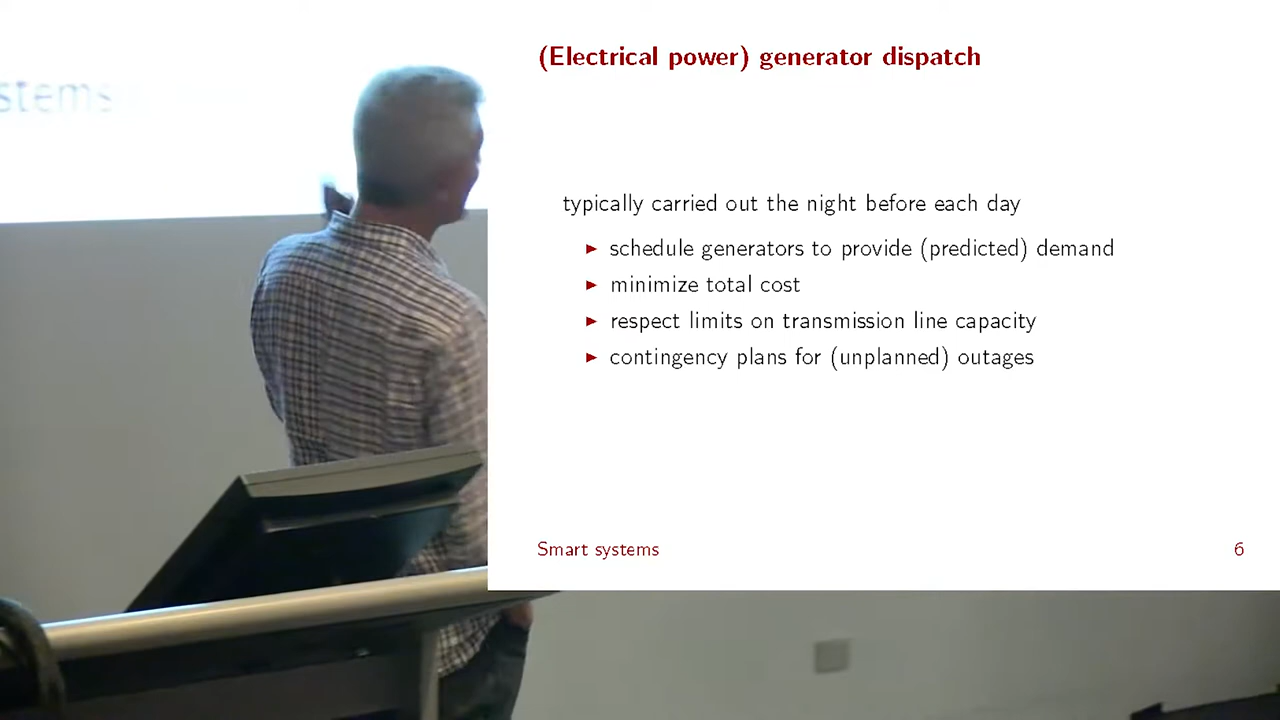 (Electrical power) generator dispatch
typically carried out the night before each day
▶ schedule generators to provide (predicted) demand
▶ minimize total cost
▶ respect limits on transmission line capacity
▶ contingency plans for (unplanned) outages
Smart systems 6